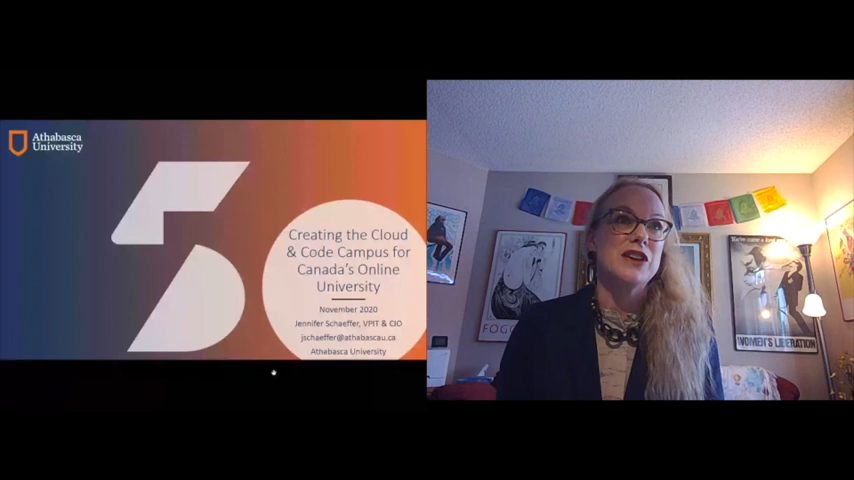 Athabasca
University
Creating the Cloud
& Code Campus for
Canada's Online
University
November 2020
Jennifer Schaeffer, VPIT & CIO
jschaeffer@athabascau.ca
Athabasca University
FOGG
WOMEN'S LIBERATION